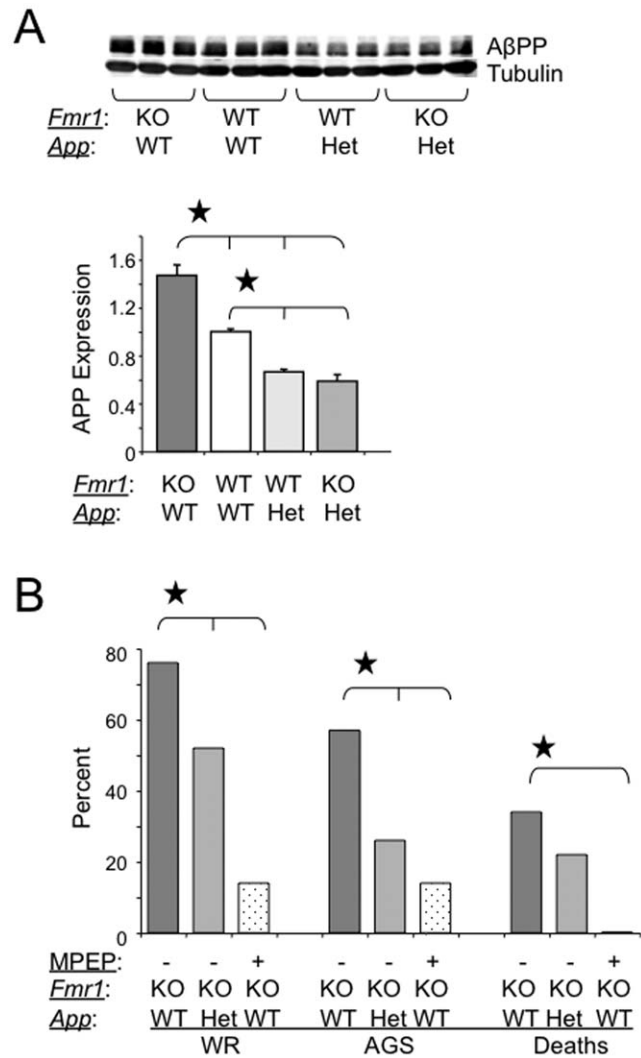 A
AβPP
Tubulin
Fmr1: KO WT WT KO
App: WT WT Het Het
APP Expression
1.6
1.2
0.8
0.4
0
Fmr1: KO WT WT KO
App: WT WT Het Het
B
Percent
80
60
40
20
0
MPEP: - - + - - + - - +
Fmr1: KO KO KO KO KO KO KO KO KO
App: WT Het WT WT Het WT WT Het WT
WR AGS Deaths